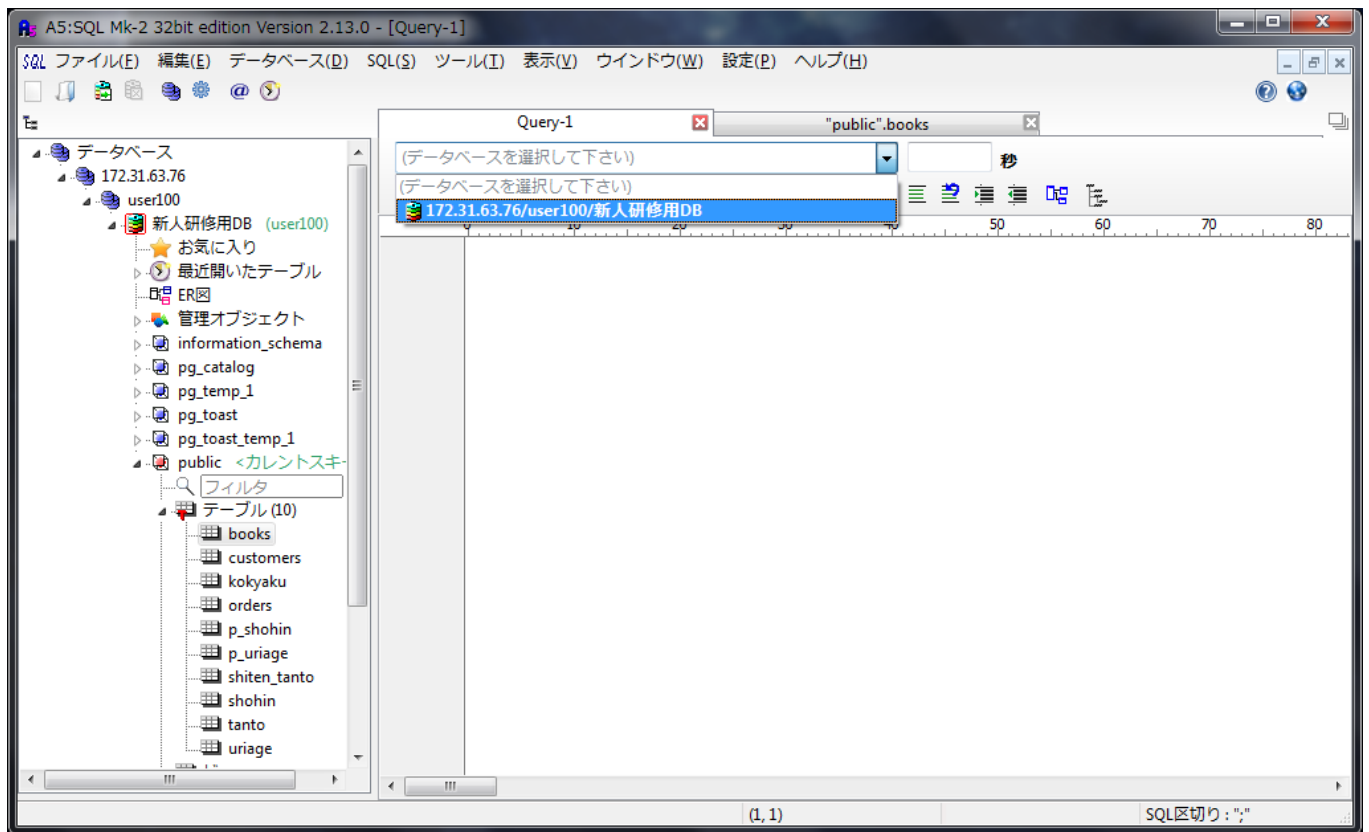 A5:SQL Mk-2 32bit edition Version 2.13.0 - [Query-1]
SQL ファイル(F) 編集(E) データベース(D) SQL(S) ツール(T) 表示(V) ウインドウ(W) 設定(P) ヘルプ(H)
Query-1
"public".books
(データベースを選択して下さい)
秒
(データベースを選択して下さい)
172.31.63.76/user100/新人研修用DB
0 10 20 30 40 50 60 70 80
データベース
172.31.63.76
user100
新人研修用DB (user100)
お気に入り
最近開いたテーブル
ER図
管理オブジェクト
information_schema
pg_catalog
pg_temp_1
pg_toast
pg_toast_temp_1
public <カレントスキー
フィルタ
テーブル (10)
books
customers
kokyaku
orders
p_shohin
p_uriage
shiten_tanto
shohin
tanto
uriage
(1, 1)
SQL区切り : ";"